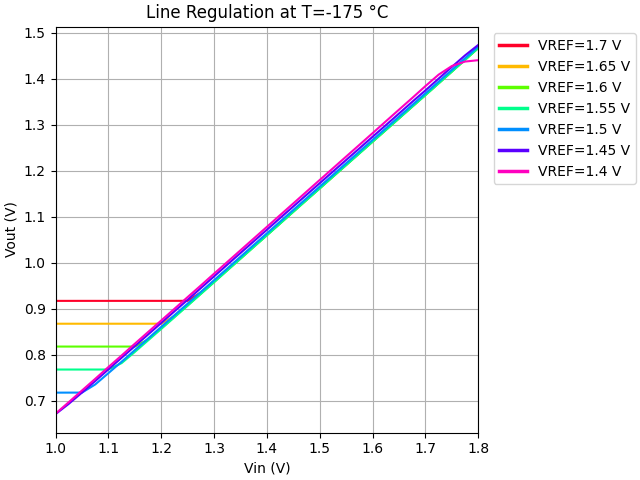 Line Regulation at T=-175 °C
1.5
1.4
1.3
1.2
1.1
1.0
0.9
0.8
0.7
Vout (V)
1.0 1.1 1.2 1.3 1.4 1.5 1.6 1.7 1.8
Vin (V)
VREF=1.7 V
VREF=1.65 V
VREF=1.6 V
VREF=1.55 V
VREF=1.5 V
VREF=1.45 V
VREF=1.4 V